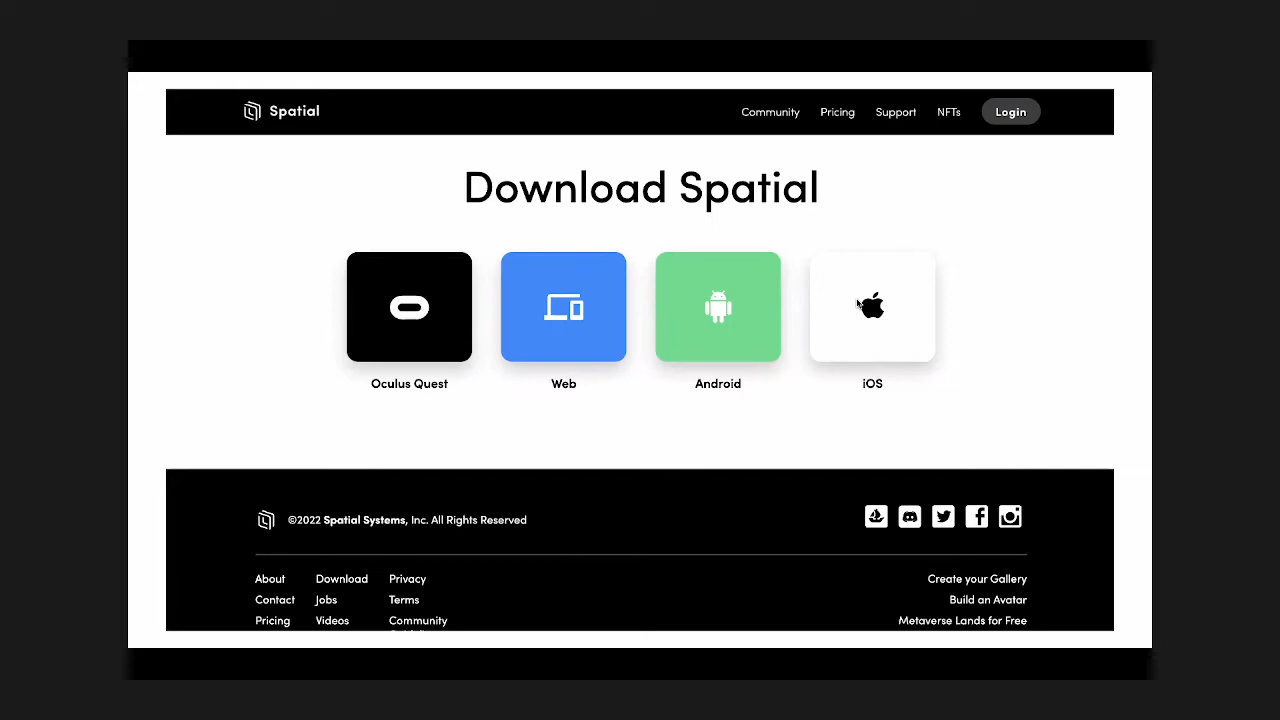 Spatial
Community Pricing Support NFTs Login
Download Spatial
Oculus Quest Web Android iOS
©2022 Spatial Systems, Inc. All Rights Reserved
About Download Privacy Create your Gallery
Contact Jobs Terms Build an Avatar
Pricing Videos Community Metaverse Lands for Free